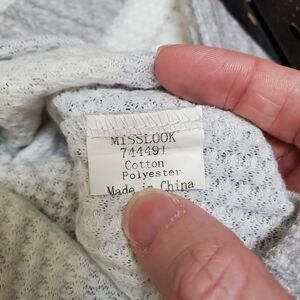 MISSLOOK
744491
Cotton
Polyester
Made in China